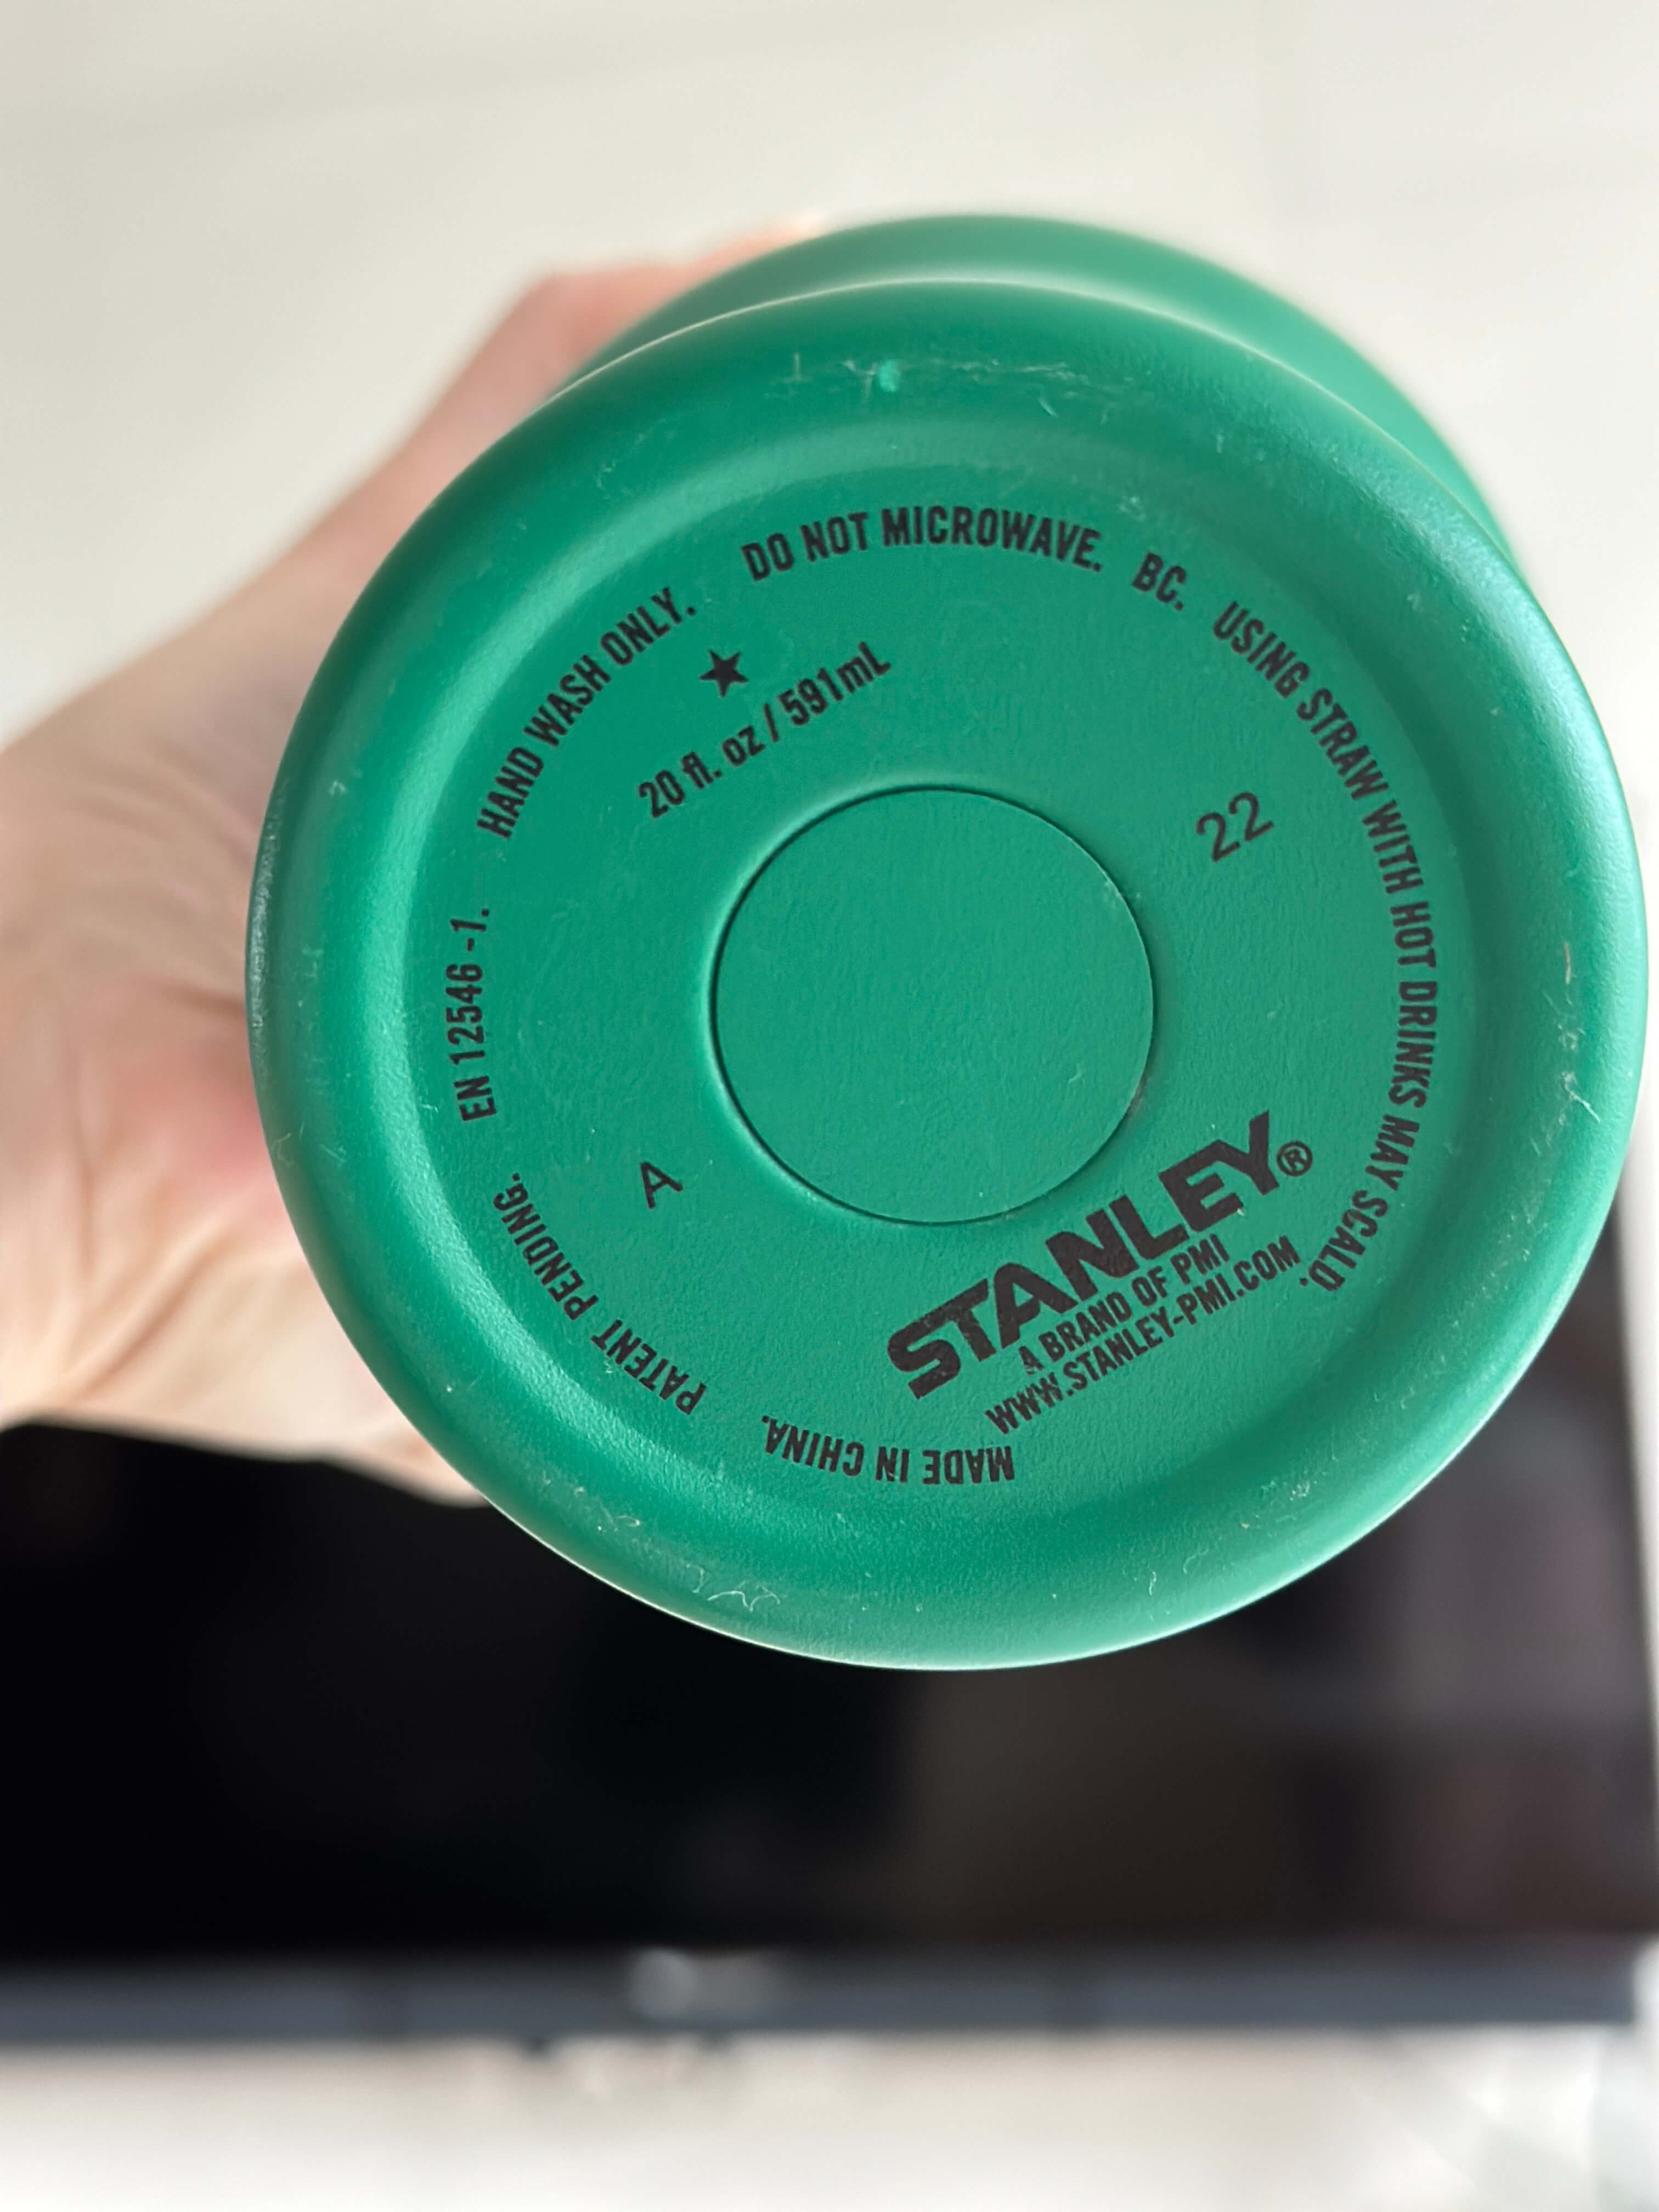 HAND WASH ONLY. DO NOT MICROWAVE. BC. USING STRAW WITH HOT DRINKS MAY SCALD. MADE IN CHINA. PATENT PENDING. EN 12546 -1.
★
20 fl. oz / 591mL
22
A
STANLEY®
A BRAND OF PMI
WWW.STANLEY-PMI.COM